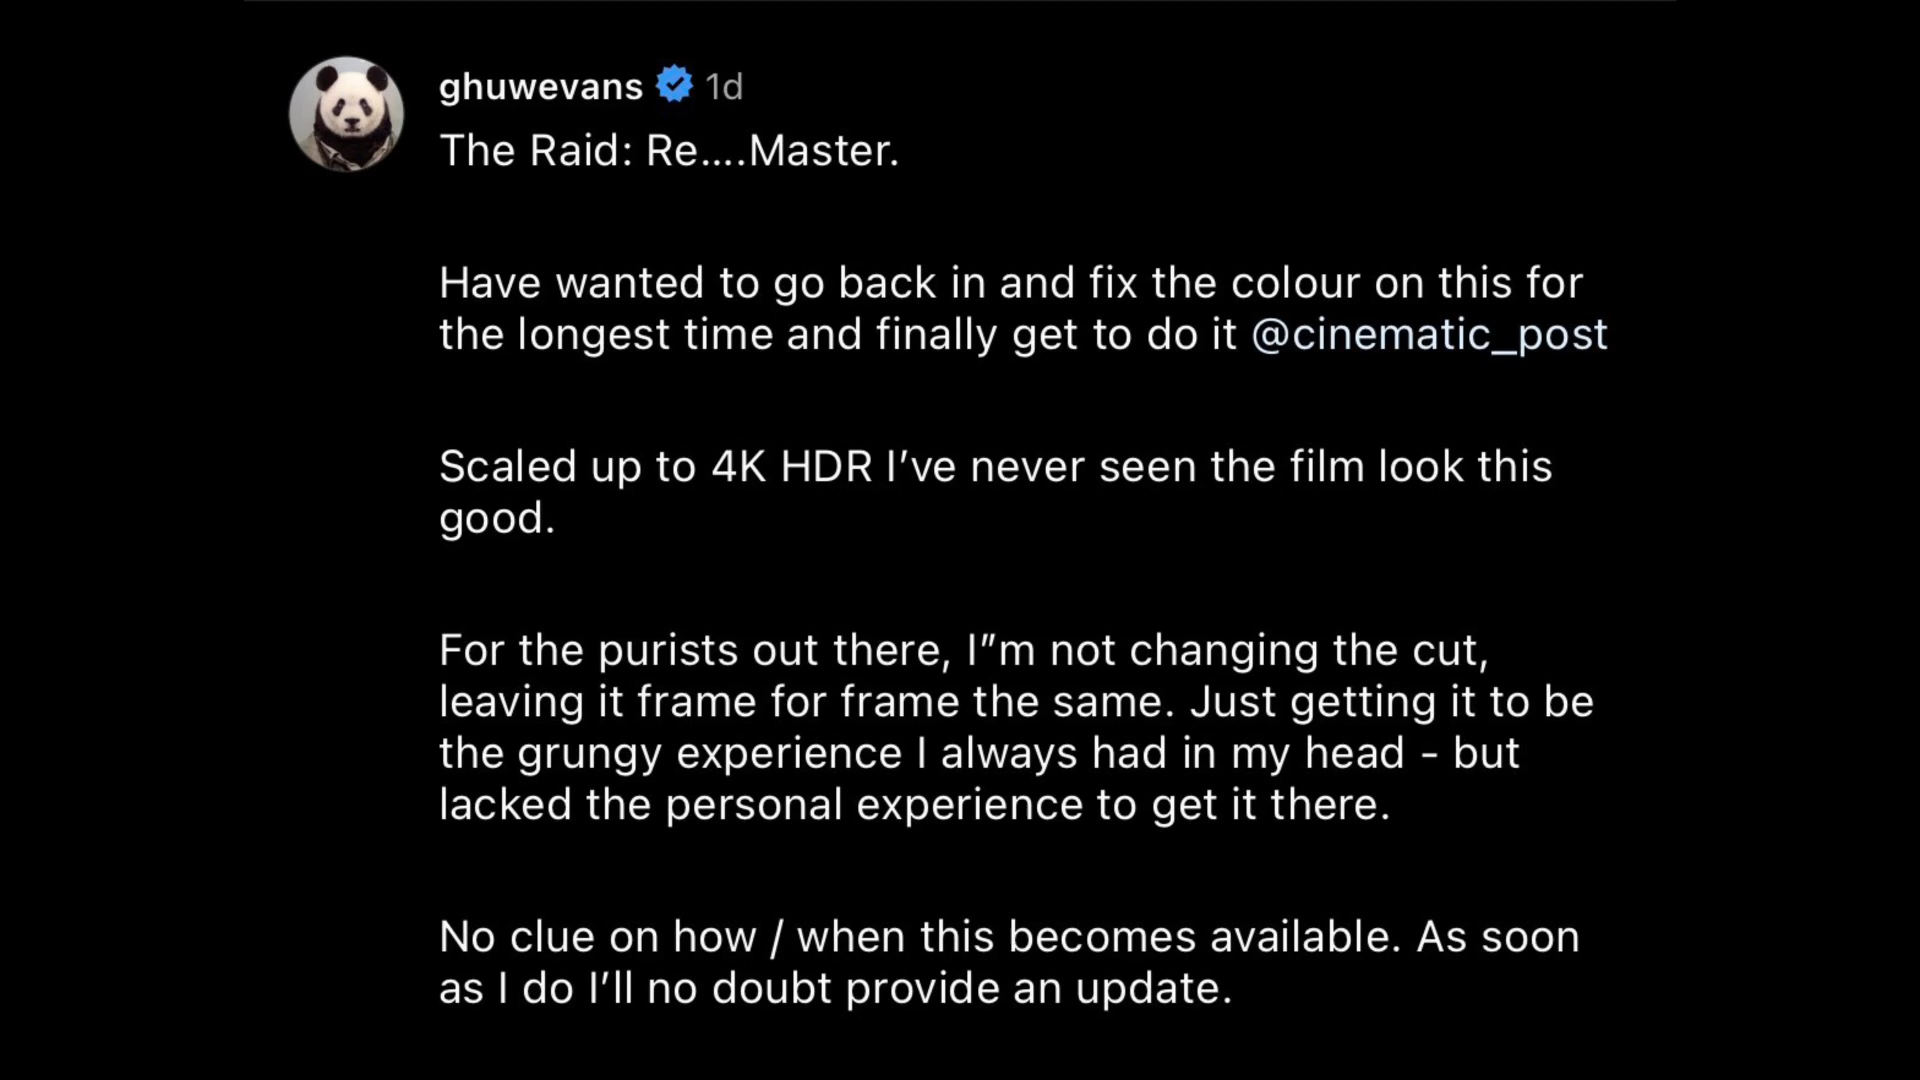 ghuwevans 1d
The Raid: Re....Master.
Have wanted to go back in and fix the colour on this for
the longest time and finally get to do it @cinematic_post
Scaled up to 4K HDR I’ve never seen the film look this
good.
For the purists out there, I”m not changing the cut,
leaving it frame for frame the same. Just getting it to be
the grungy experience I always had in my head - but
lacked the personal experience to get it there.
No clue on how / when this becomes available. As soon
as I do I’ll no doubt provide an update.